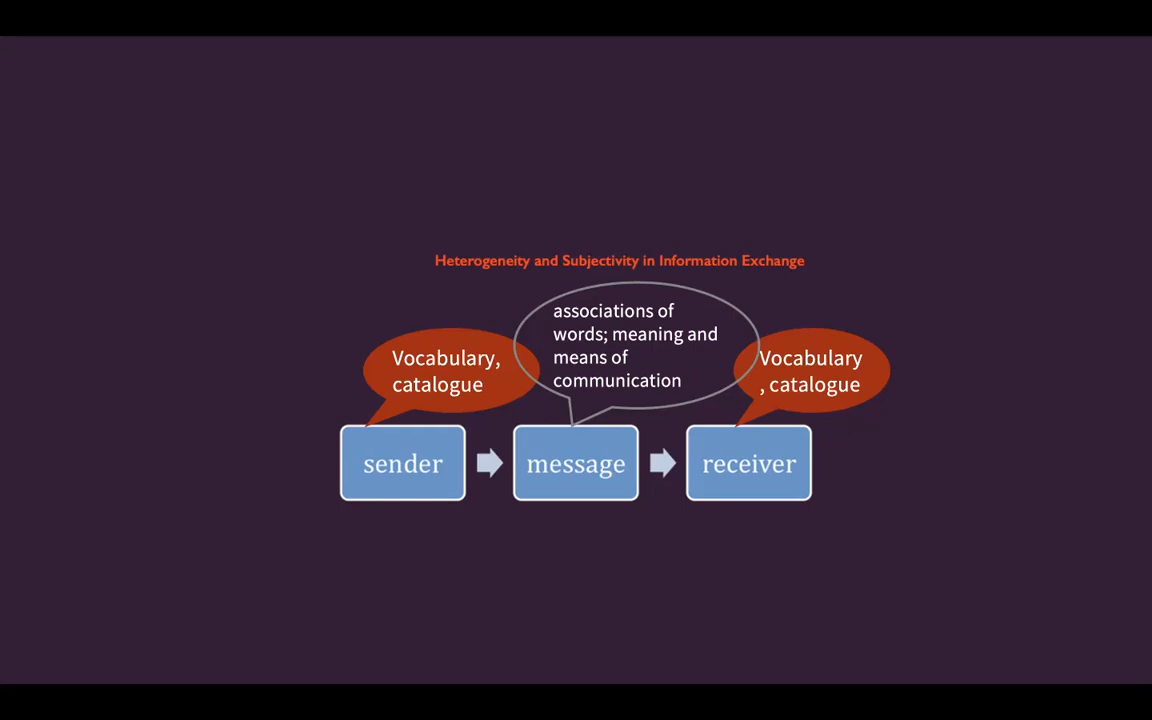 Heterogeneity and Subjectivity in Information Exchange
associations of
words; meaning and
means of
communication
Vocabulary,
catalogue
Vocabulary
, catalogue
sender
message
receiver